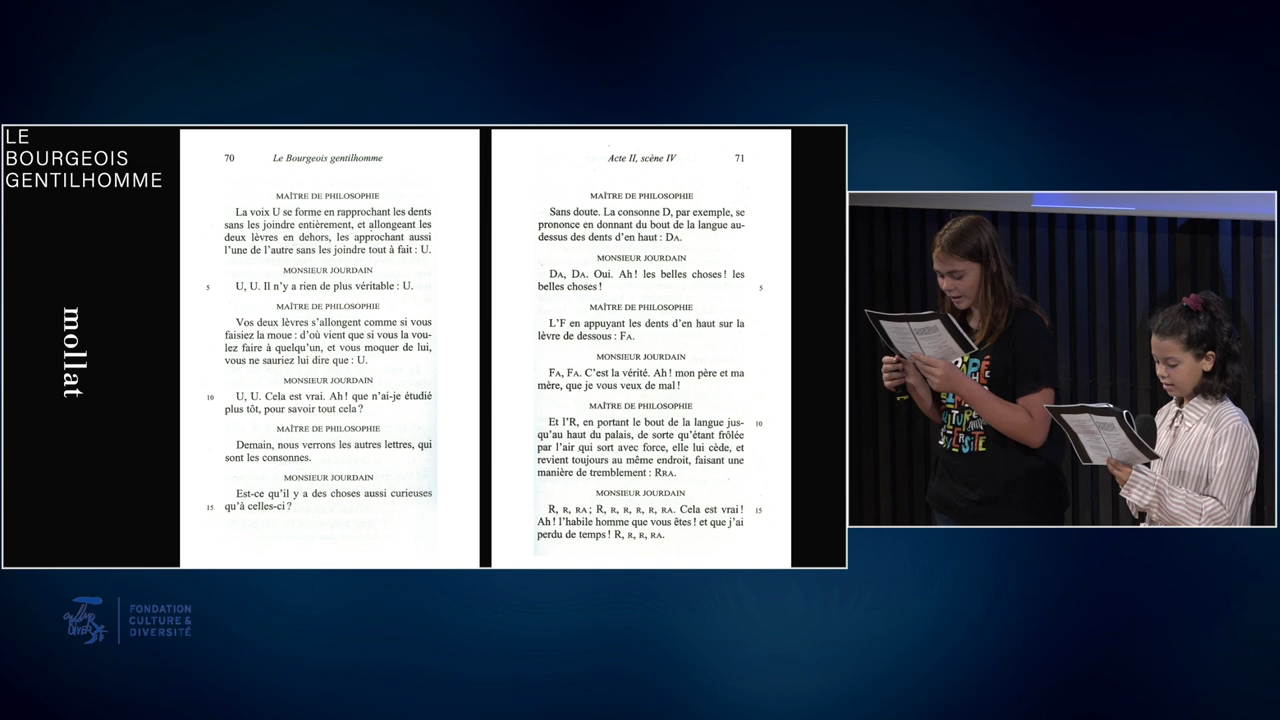 LE
BOURGEOIS
GENTILHOMME
mollat
70 Le Bourgeois gentilhomme
MAÎTRE DE PHILOSOPHIE
La voix U se forme en rapprochant les dents
sans les joindre entièrement, et allongeant les
deux lèvres en dehors, les approchant aussi
l'une de l'autre sans les joindre tout à fait : U.
MONSIEUR JOURDAIN
5 U, U. Il n'y a rien de plus véritable : U.
MAÎTRE DE PHILOSOPHIE
Vos deux lèvres s'allongent comme si vous
faisiez la moue : d'où vient que si vous la vou-
lez faire à quelqu'un, et vous moquer de lui,
vous ne sauriez lui dire que : U.
MONSIEUR JOURDAIN
10 U, U. Cela est vrai. Ah ! que n'ai-je étudié
plus tôt, pour savoir tout cela ?
MAÎTRE DE PHILOSOPHIE
Demain, nous verrons les autres lettres, qui
sont les consonnes.
MONSIEUR JOURDAIN
Est-ce qu'il y a des choses aussi curieuses
15 qu'à celles-ci ?
Acte II, scène IV 71
MAÎTRE DE PHILOSOPHIE
Sans doute. La consonne D, par exemple, se
prononce en donnant du bout de la langue au-
dessus des dents d'en haut : DA.
MONSIEUR JOURDAIN
DA, DA. Oui. Ah ! les belles choses ! les
belles choses ! 5
MAÎTRE DE PHILOSOPHIE
L'F en appuyant les dents d'en haut sur la
lèvre de dessous : FA.
MONSIEUR JOURDAIN
FA, FA. C'est la vérité. Ah ! mon père et ma
mère, que je vous veux de mal !
MAÎTRE DE PHILOSOPHIE
Et l'R, en portant le bout de la langue jus- 10
qu'au haut du palais, de sorte qu'étant frôlée
par l'air qui sort avec force, elle lui cède, et
revient toujours au même endroit, faisant une
manière de tremblement : RRA.
MONSIEUR JOURDAIN
R, R, RA ; R, R, R, R, R, RA. Cela est vrai ! 15
Ah ! l'habile homme que vous êtes ! et que j'ai
perdu de temps ! R, R, R, RA.
FONDATION
CULTURE &
DIVERSITÉ